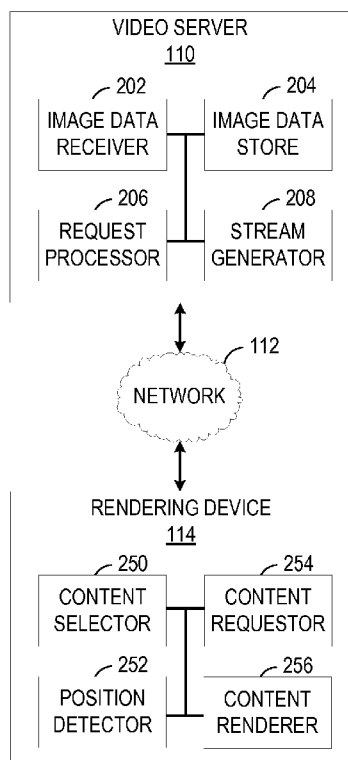 VIDEO SERVER
110
202
204
IMAGE DATA
RECEIVER
IMAGE DATA
STORE
206
208
REQUEST
PROCESSOR
STREAM
GENERATOR
112
NETWORK
RENDERING DEVICE
114
250
254
CONTENT
SELECTOR
CONTENT
REQUESTOR
252
256
POSITION
DETECTOR
CONTENT
RENDERER